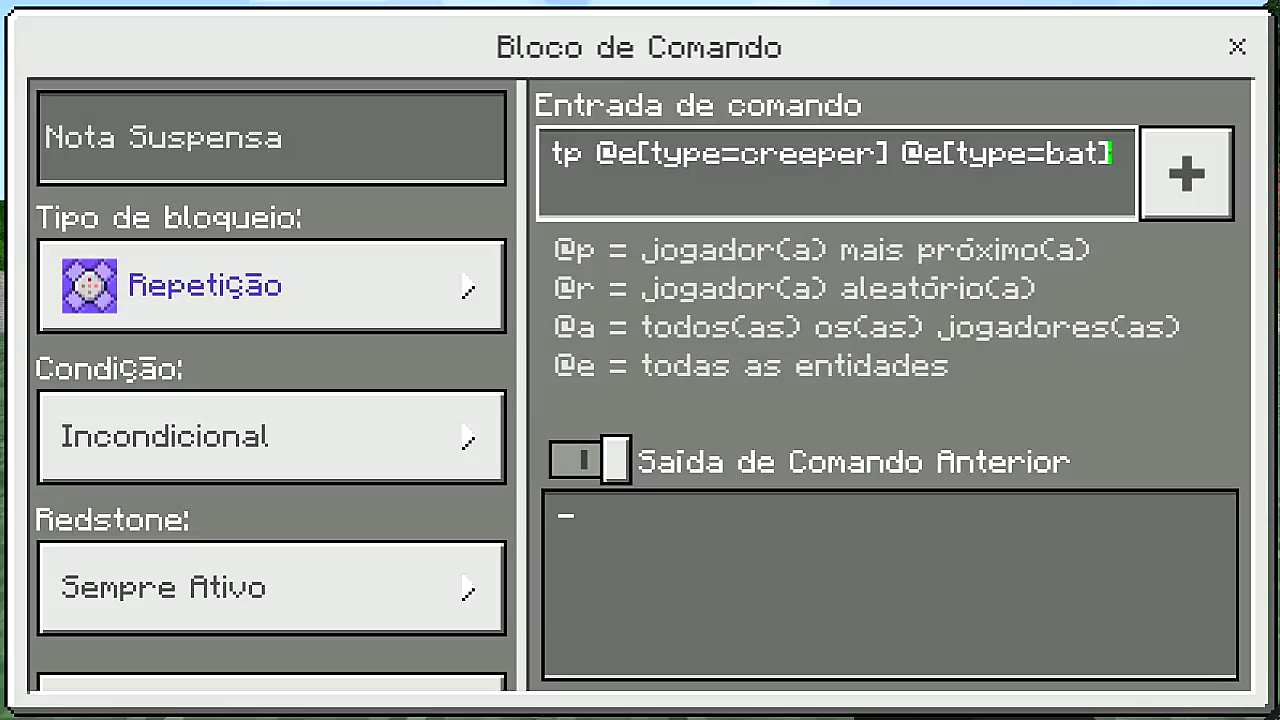 Bloco de Comando
Nota Suspensa
Tipo de bloqueio:
Repetição
Condição:
Incondicional
Redstone:
Sempre Ativo
Entrada de comando
tp @e[type=creeper] @e[type=bat]
@p = jogador(a) mais próximo(a)
@r = jogador(a) aleatório(a)
@a = todos(as) os(as) jogadores(as)
@e = todas as entidades
Saída de Comando Anterior
-